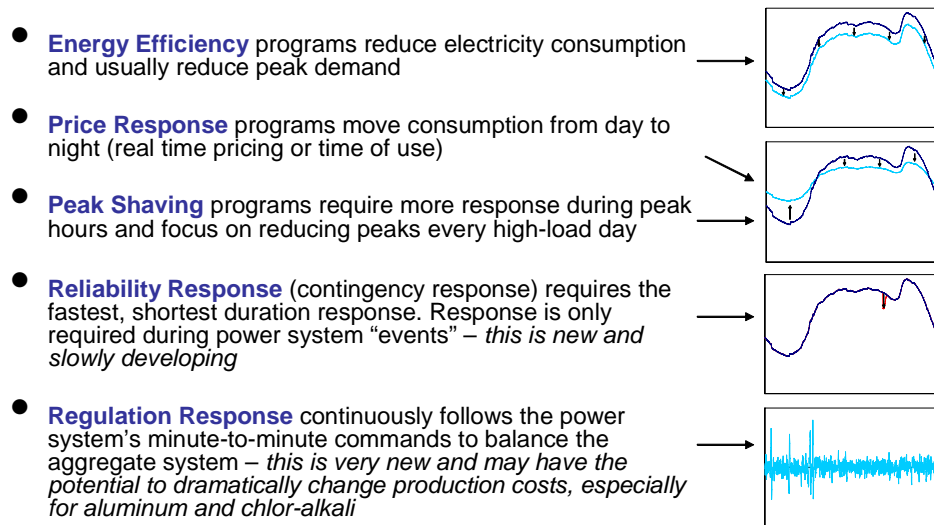 • Energy Efficiency programs reduce electricity consumption
and usually reduce peak demand
• Price Response programs move consumption from day to
night (real time pricing or time of use)
• Peak Shaving programs require more response during peak
hours and focus on reducing peaks every high-load day
• Reliability Response (contingency response) requires the
fastest, shortest duration response. Response is only
required during power system “events” – this is new and
slowly developing
• Regulation Response continuously follows the power
system’s minute-to-minute commands to balance the
aggregate system – this is very new and may have the
potential to dramatically change production costs, especially
for aluminum and chlor-alkali